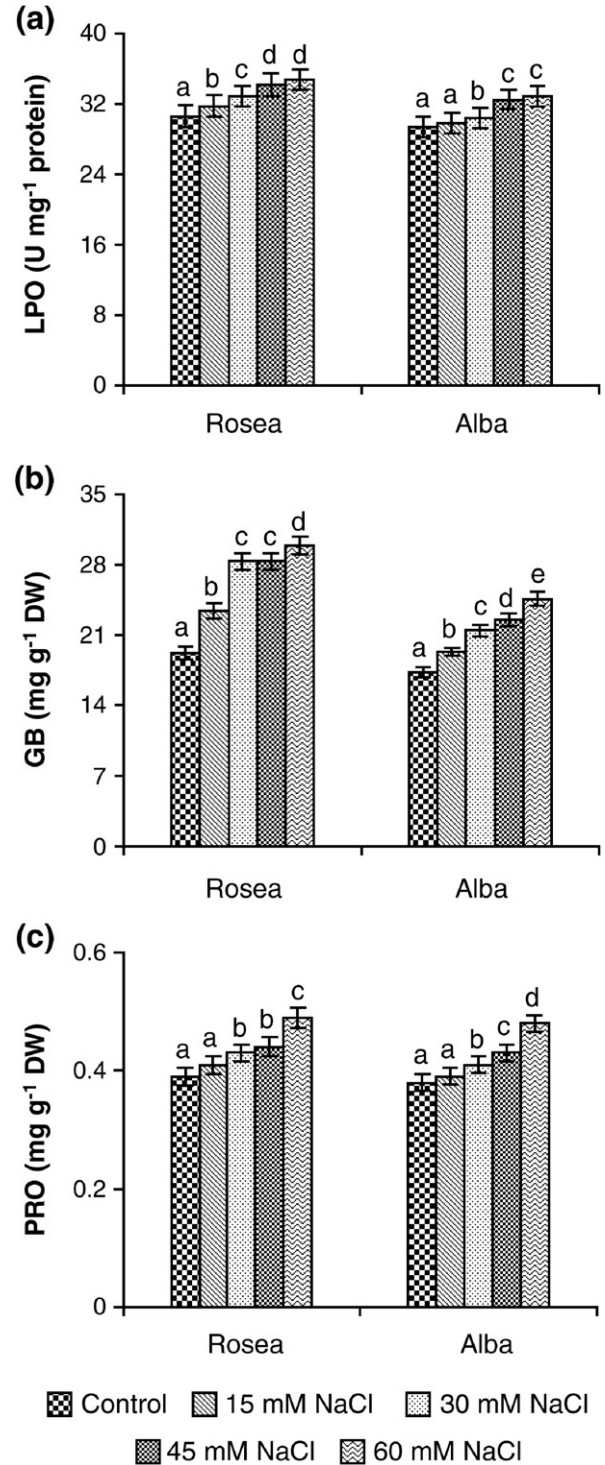 (a)
LPO (U mg⁻¹ protein)
40
32
24
16
8
0
a b c d d
a a b c c
Rosea Alba
(b)
GB (mg g⁻¹ DW)
35
28
21
14
7
0
a b c c d
a b c d e
Rosea Alba
(c)
PRO (mg g⁻¹ DW)
0.6
0.4
0.2
0
a a b b c
a a b c d
Rosea Alba
Control 15 mM NaCl 30 mM NaCl
45 mM NaCl 60 mM NaCl